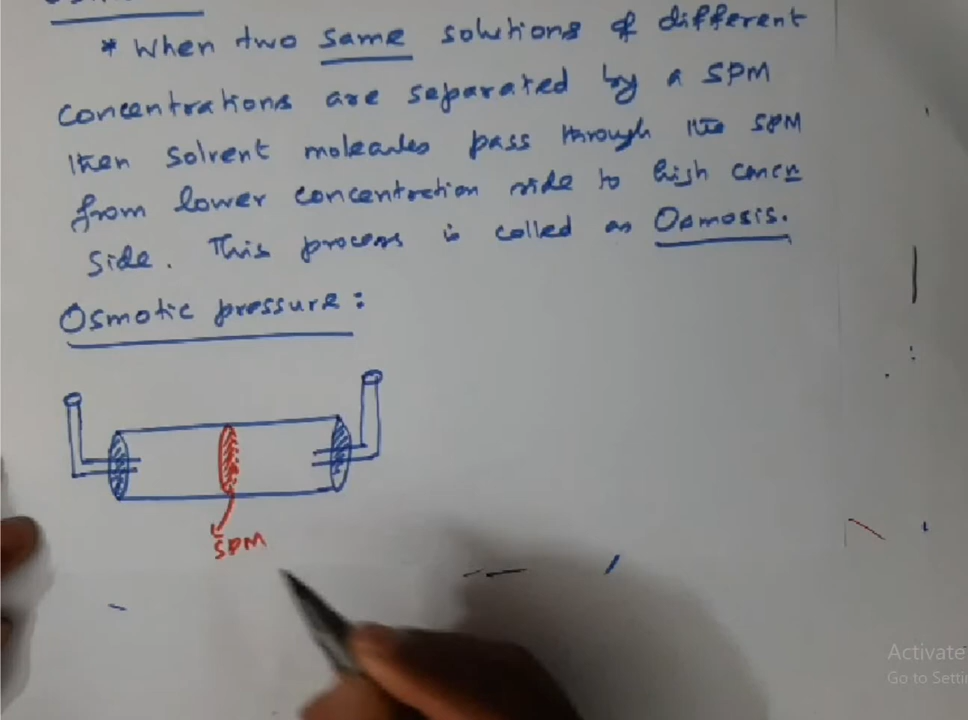 * When two same solutions of different
concentrations are separated by a SPM
then solvent molecules pass through the SPM
from lower concentration side to high concn
side. This process is called as Osmosis.
Osmotic pressure:
SPM
Activate
Go to Settin